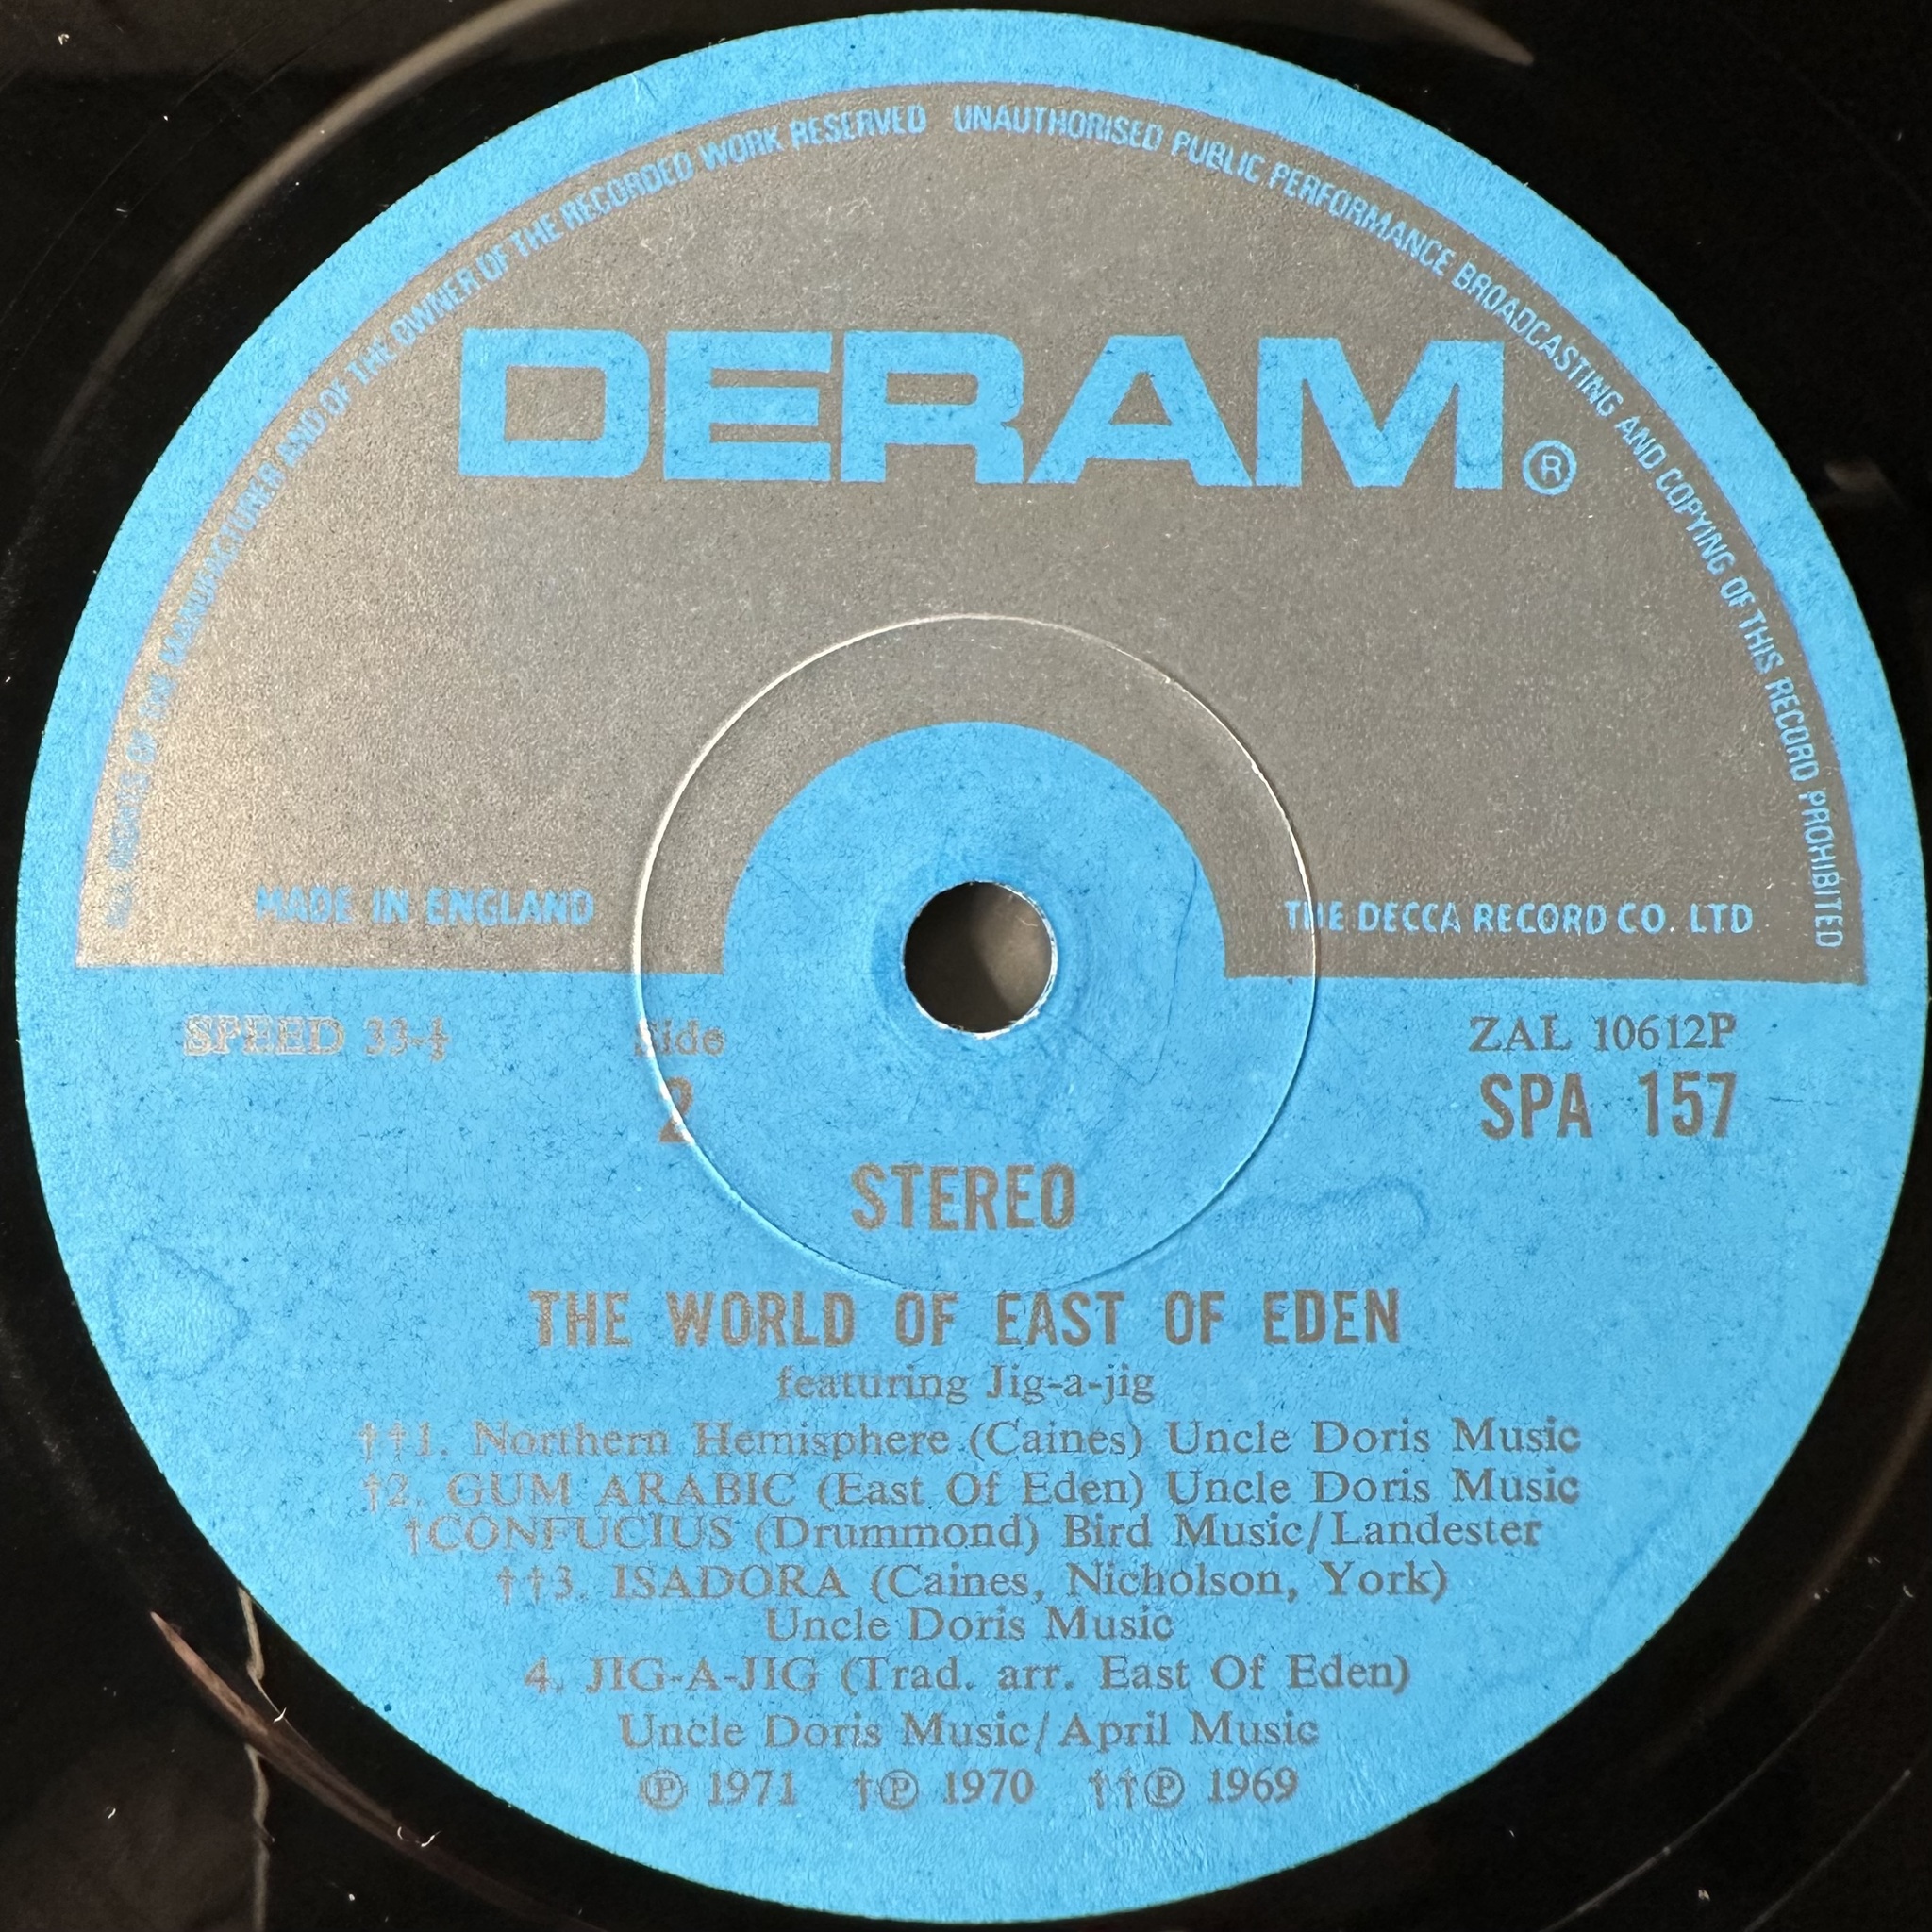 ALL RIGHTS OF THE MANUFACTURER AND OF THE OWNER OF THE RECORDED WORK RESERVED UNAUTHORISED PUBLIC PERFORMANCE BROADCASTING AND COPYING OF THIS RECORD PROHIBITED
DERAM®
MADE IN ENGLAND
THE DECCA RECORD CO. LTD
SPEED 33-⅓
Side
2
ZAL 10612P
SPA 157
STEREO
THE WORLD OF EAST OF EDEN
featuring Jig-a-jig
††1. Northern Hemisphere (Caines) Uncle Doris Music
†2. GUM ARABIC (East Of Eden) Uncle Doris Music
†CONFUCIUS (Drummond) Bird Music/Landester
††3. ISADORA (Caines, Nicholson, York)
Uncle Doris Music
4. JIG-A-JIG (Trad. arr. East Of Eden)
Uncle Doris Music/April Music
Ⓟ 1971 †Ⓟ 1970 ††Ⓟ 1969